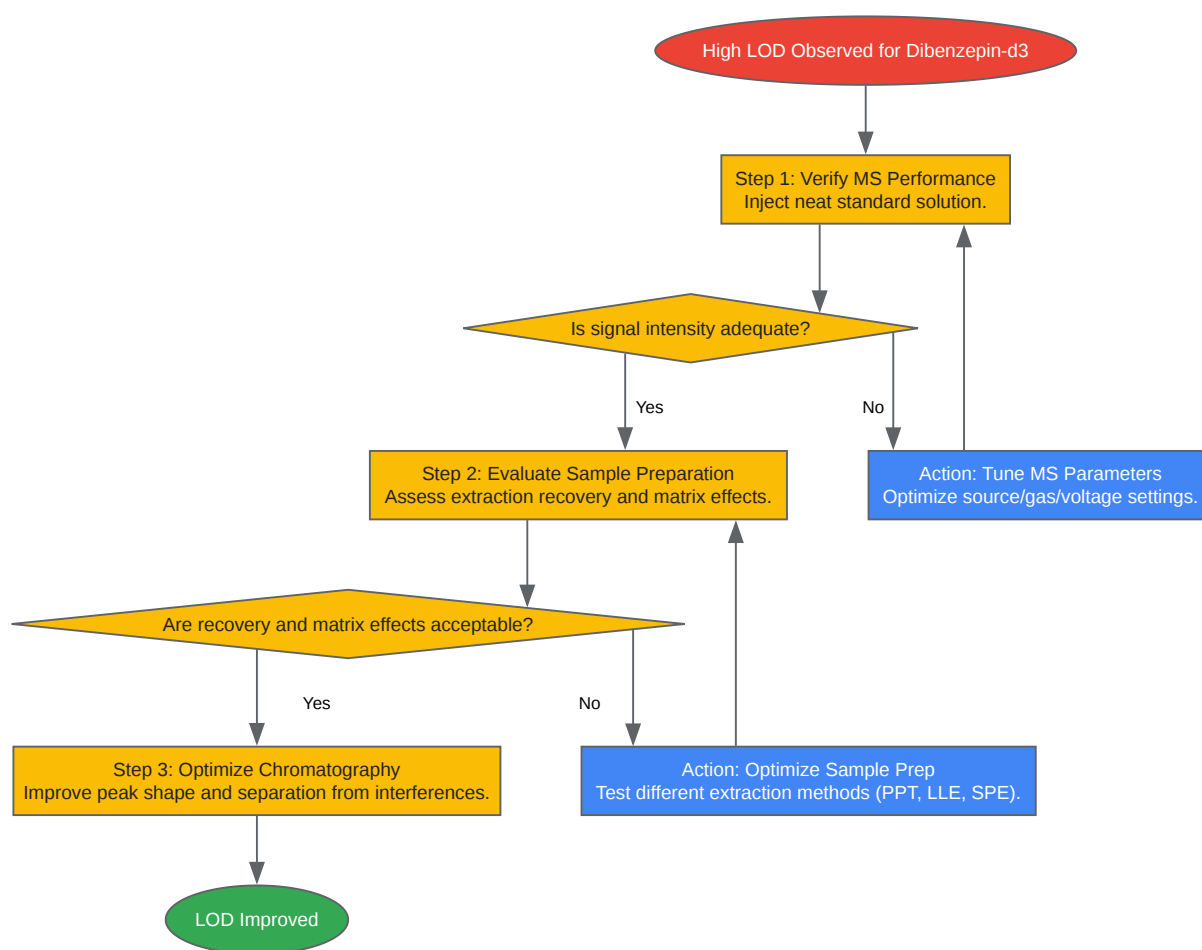 High LOD Observed for Dibenzepin-d3
Step 1: Verify MS Performance
Inject neat standard solution.
Is signal intensity adequate?
Yes
No
Step 2: Evaluate Sample Preparation
Assess extraction recovery and matrix effects.
Action: Tune MS Parameters
Optimize source/gas/voltage settings.
Are recovery and matrix effects acceptable?
Yes
No
Step 3: Optimize Chromatography
Improve peak shape and separation from interferences.
Action: Optimize Sample Prep
Test different extraction methods (PPT, LLE, SPE).
LOD Improved